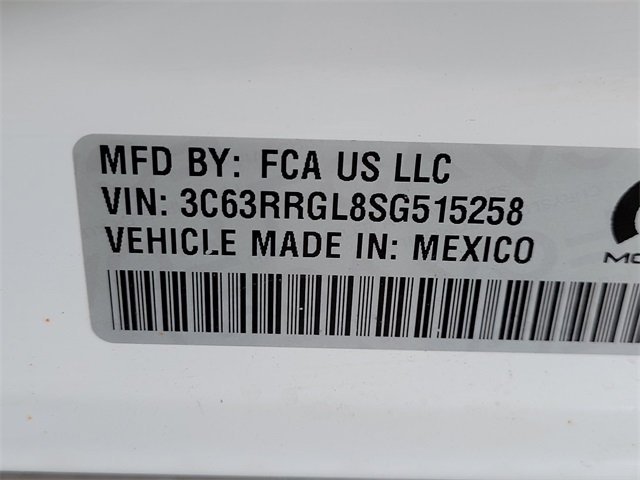 MFD BY: FCA US LLC
VIN: 3C63RRGL8SG515258
VEHICLE MADE IN: MEXICO